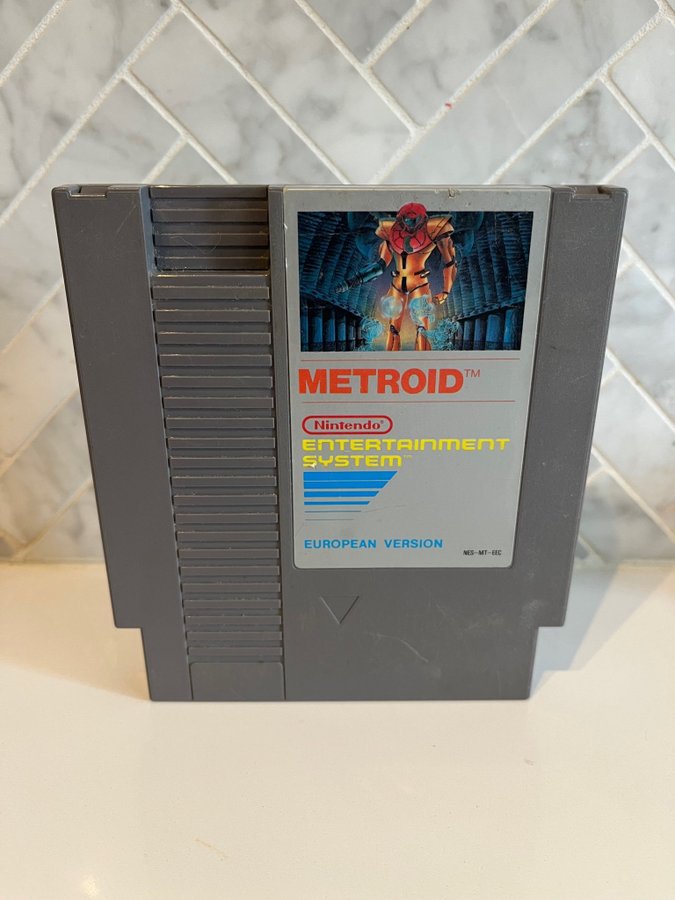 METROID™
Nintendo®
ENTERTAINMENT
SYSTEM™
EUROPEAN VERSION
NES-MT-EEC